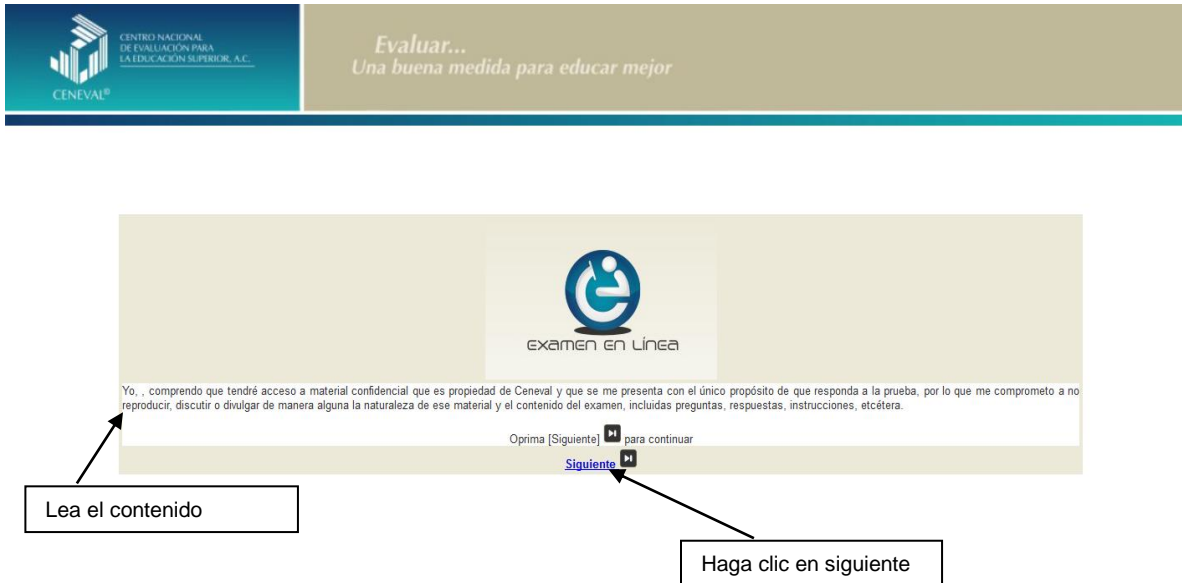 CENTRO NACIONAL
DE EVALUACIÓN PARA
LA EDUCACIÓN SUPERIOR, A.C.
CENEVAL®
Evaluar...
Una buena medida para educar mejor
examen en línea
Yo, , comprendo que tendré acceso a material confidencial que es propiedad de Ceneval y que se me presenta con el único propósito de que responda a la prueba, por lo que me comprometo a no
reproducir, discutir o divulgar de manera alguna la naturaleza de ese material y el contenido del examen, incluidas preguntas, respuestas, instrucciones, etcétera.
Oprima [Siguiente] para continuar
Siguiente
Lea el contenido
Haga clic en siguiente